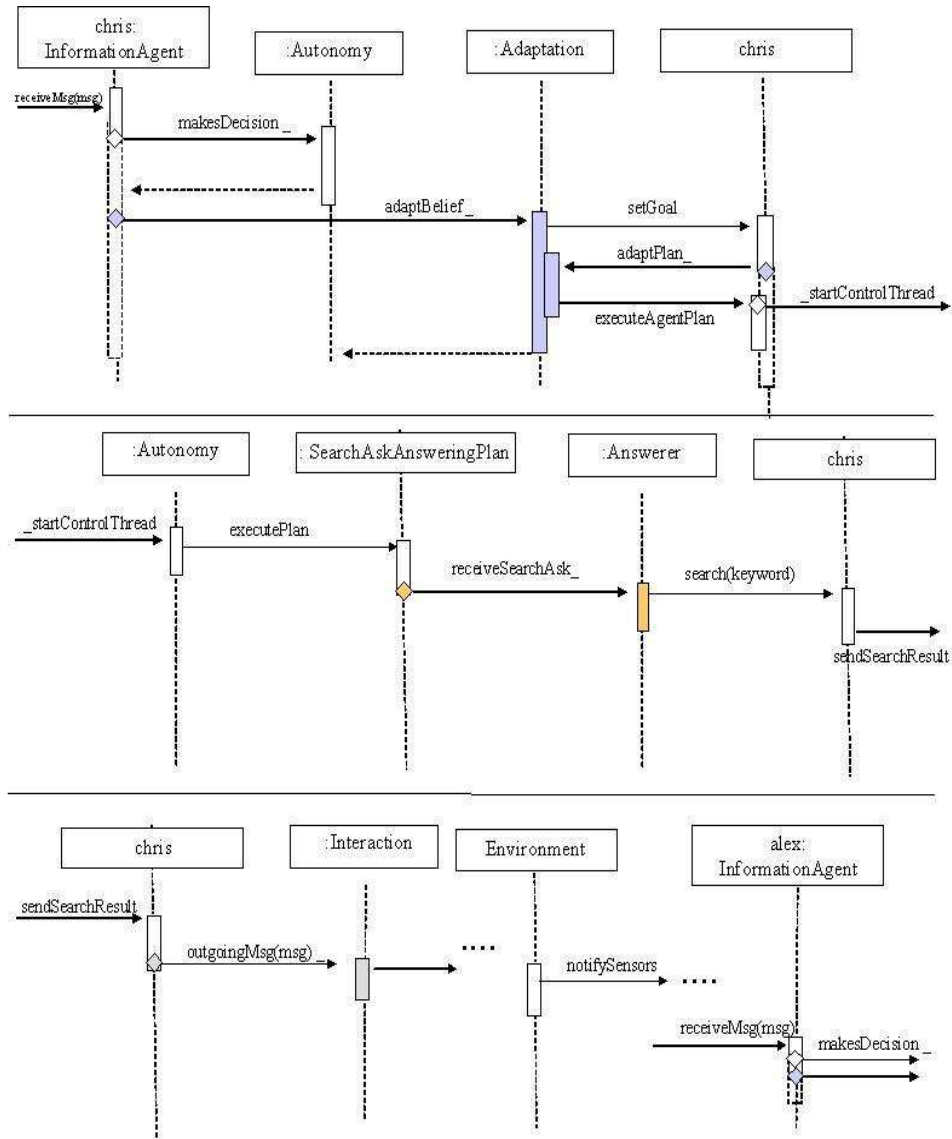 chris:
InformationAgent
:Autonomy
:Adaptation
chris
receiveMsg(msg)
makesDecision_
adaptBelief_
setGoal
adaptPlan_
executeAgentPlan
_startControlThread
:Autonomy
: SearchAskAnsweringPlan
:Answerer
chris
_startControlThread
executePlan
receiveSearchAsk_
search(keyword)
sendSearchResult
chris
:Interaction
Environment
alex:
InformationAgent
sendSearchResult
outgoingMsg(msg)_
....
notifySensors
....
receiveMsg(msg)
makesDecision_